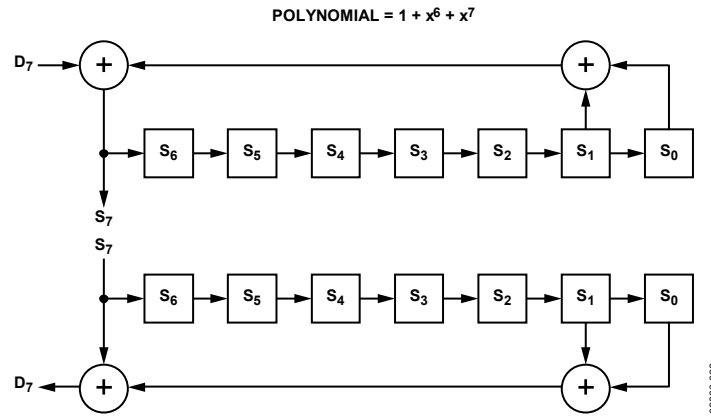 POLYNOMIAL = 1 + x⁶ + x⁷
D₇ + +
S₆ S₅ S₄ S₃ S₂ S₁ S₀
S₇
S₇
S₆ S₅ S₄ S₃ S₂ S₁ S₀
D₇ + +